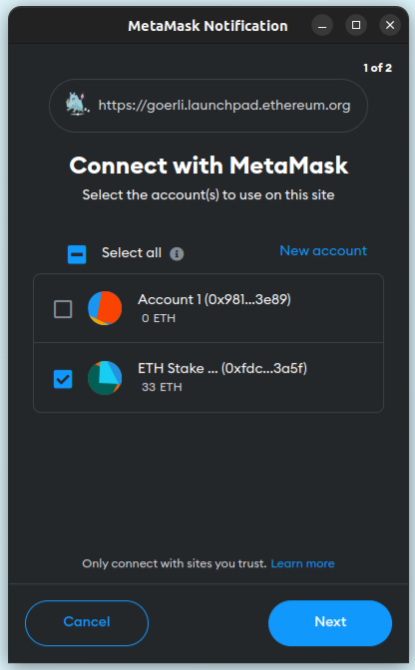 MetaMask Notification
1 of 2
https://goerli.launchpad.ethereum.org
Connect with MetaMask
Select the account(s) to use on this site
Select all
New account
Account 1 (0x981...3e89)
0 ETH
ETH Stake ... (0xfdc...3a5f)
33 ETH
Only connect with sites you trust. Learn more
Cancel
Next